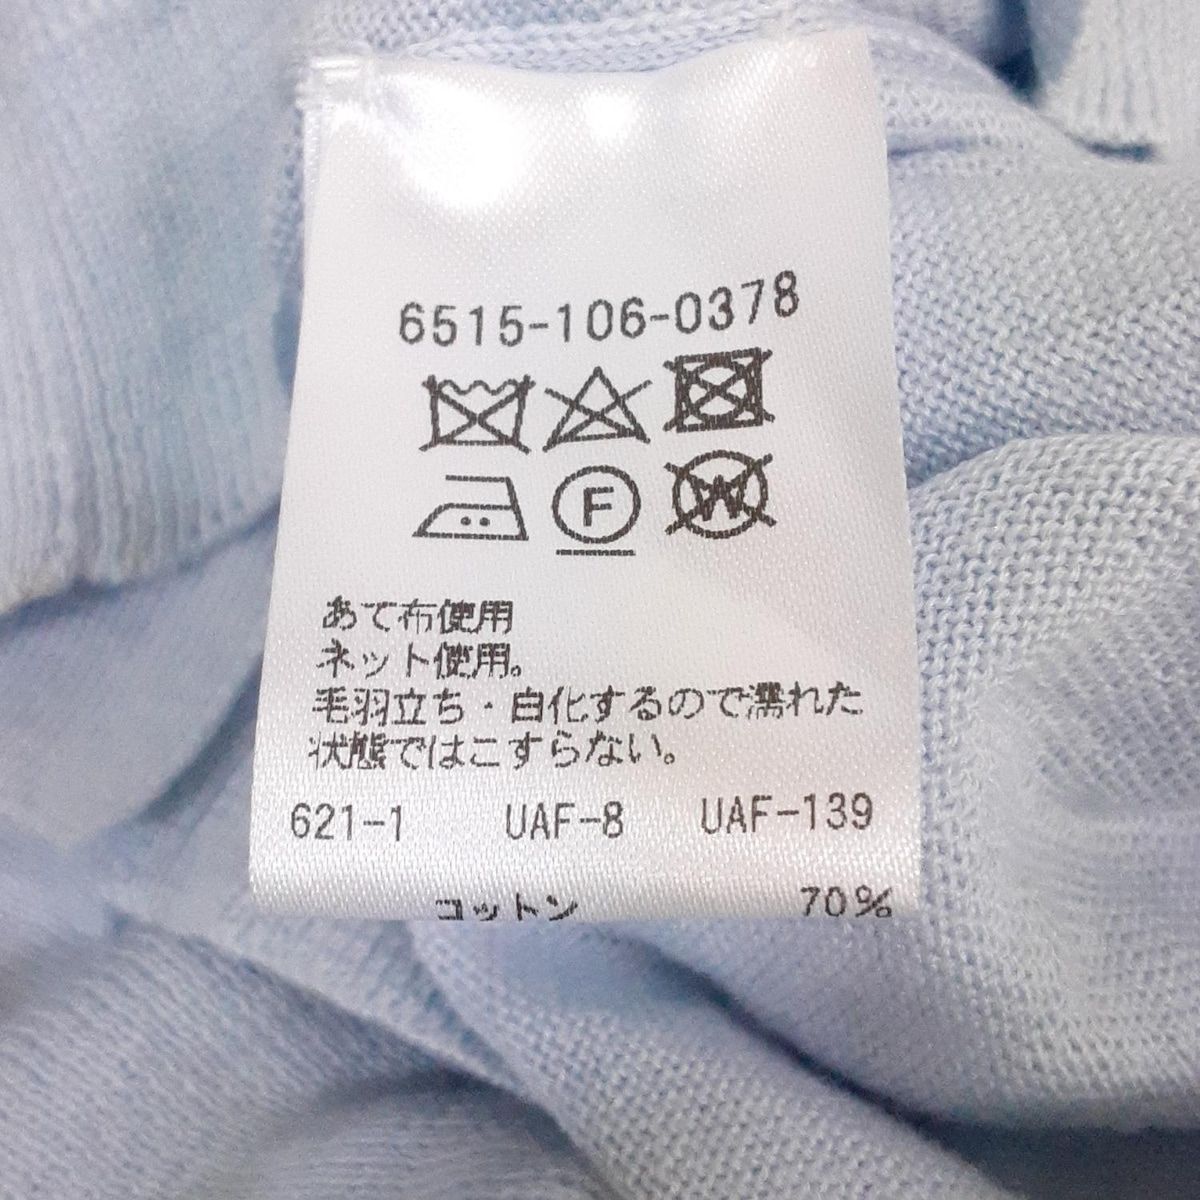 6515-106-0378
F
W
あて布使用
ネット使用。
毛羽立ち・白化するので濡れた
状態ではこすらない。
621-1 UAF-8 UAF-139
コットン 70%